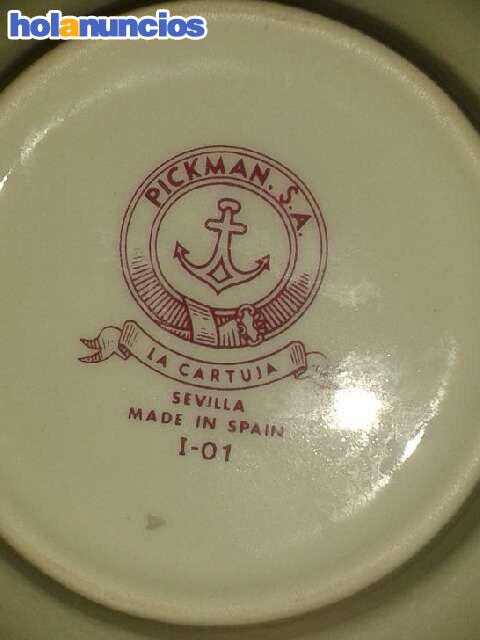 holanuncios
PICKMAN, S.A.
LA CARTUJA
SEVILLA
MADE IN SPAIN
I-01